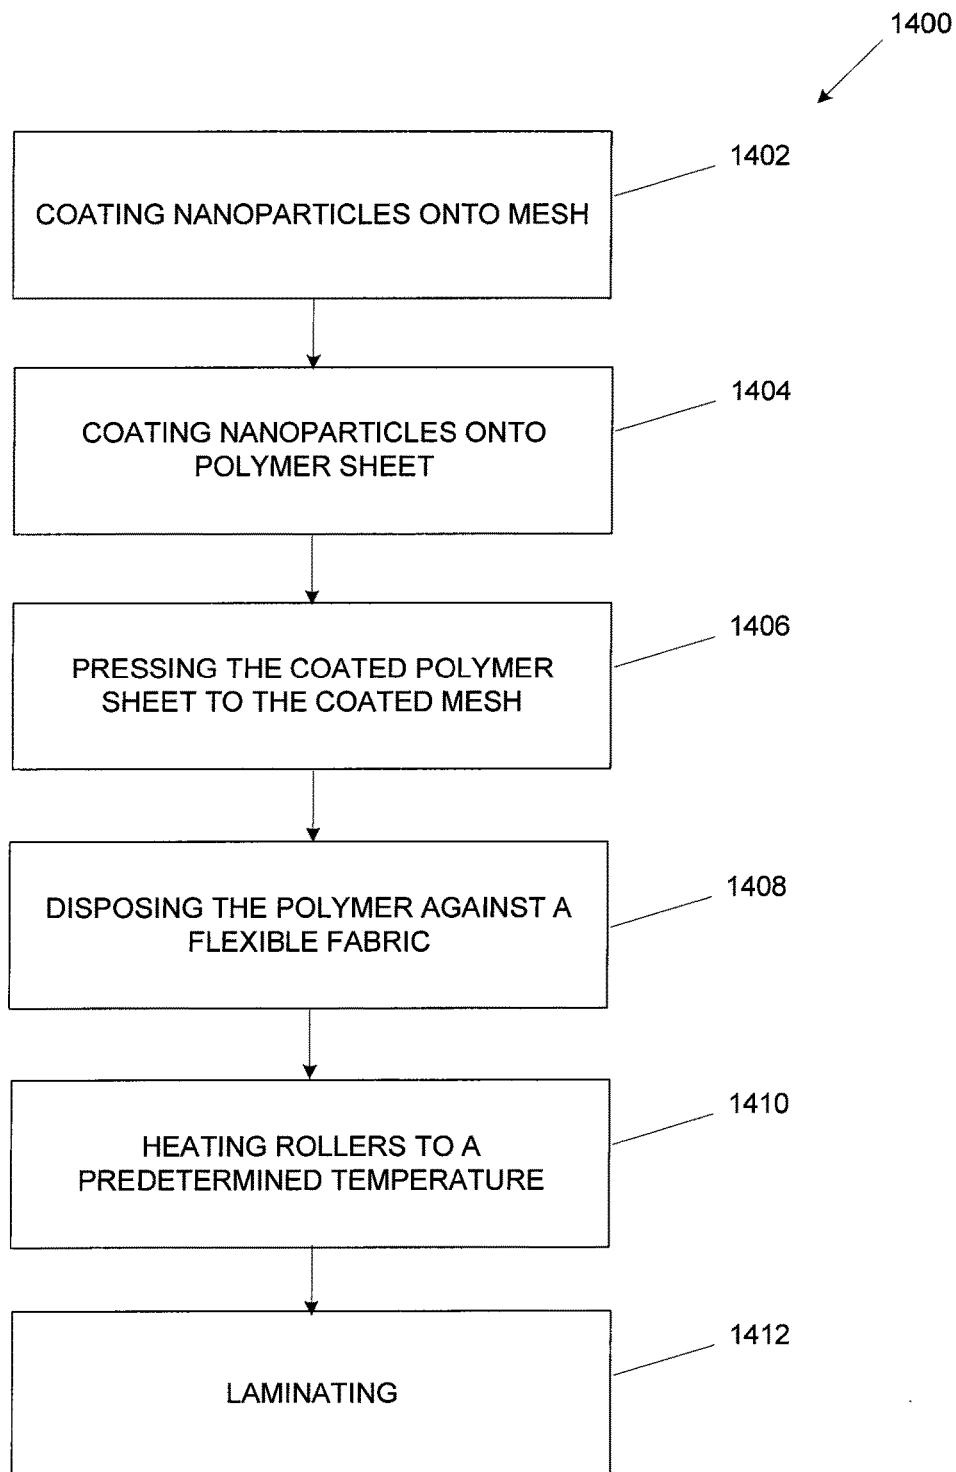 1400
1402
COATING NANOPARTICLES ONTO MESH
1404
COATING NANOPARTICLES ONTO
POLYMER SHEET
1406
PRESSING THE COATED POLYMER
SHEET TO THE COATED MESH
1408
DISPOSING THE POLYMER AGAINST A
FLEXIBLE FABRIC
1410
HEATING ROLLERS TO A
PREDETERMINED TEMPERATURE
1412
LAMINATING